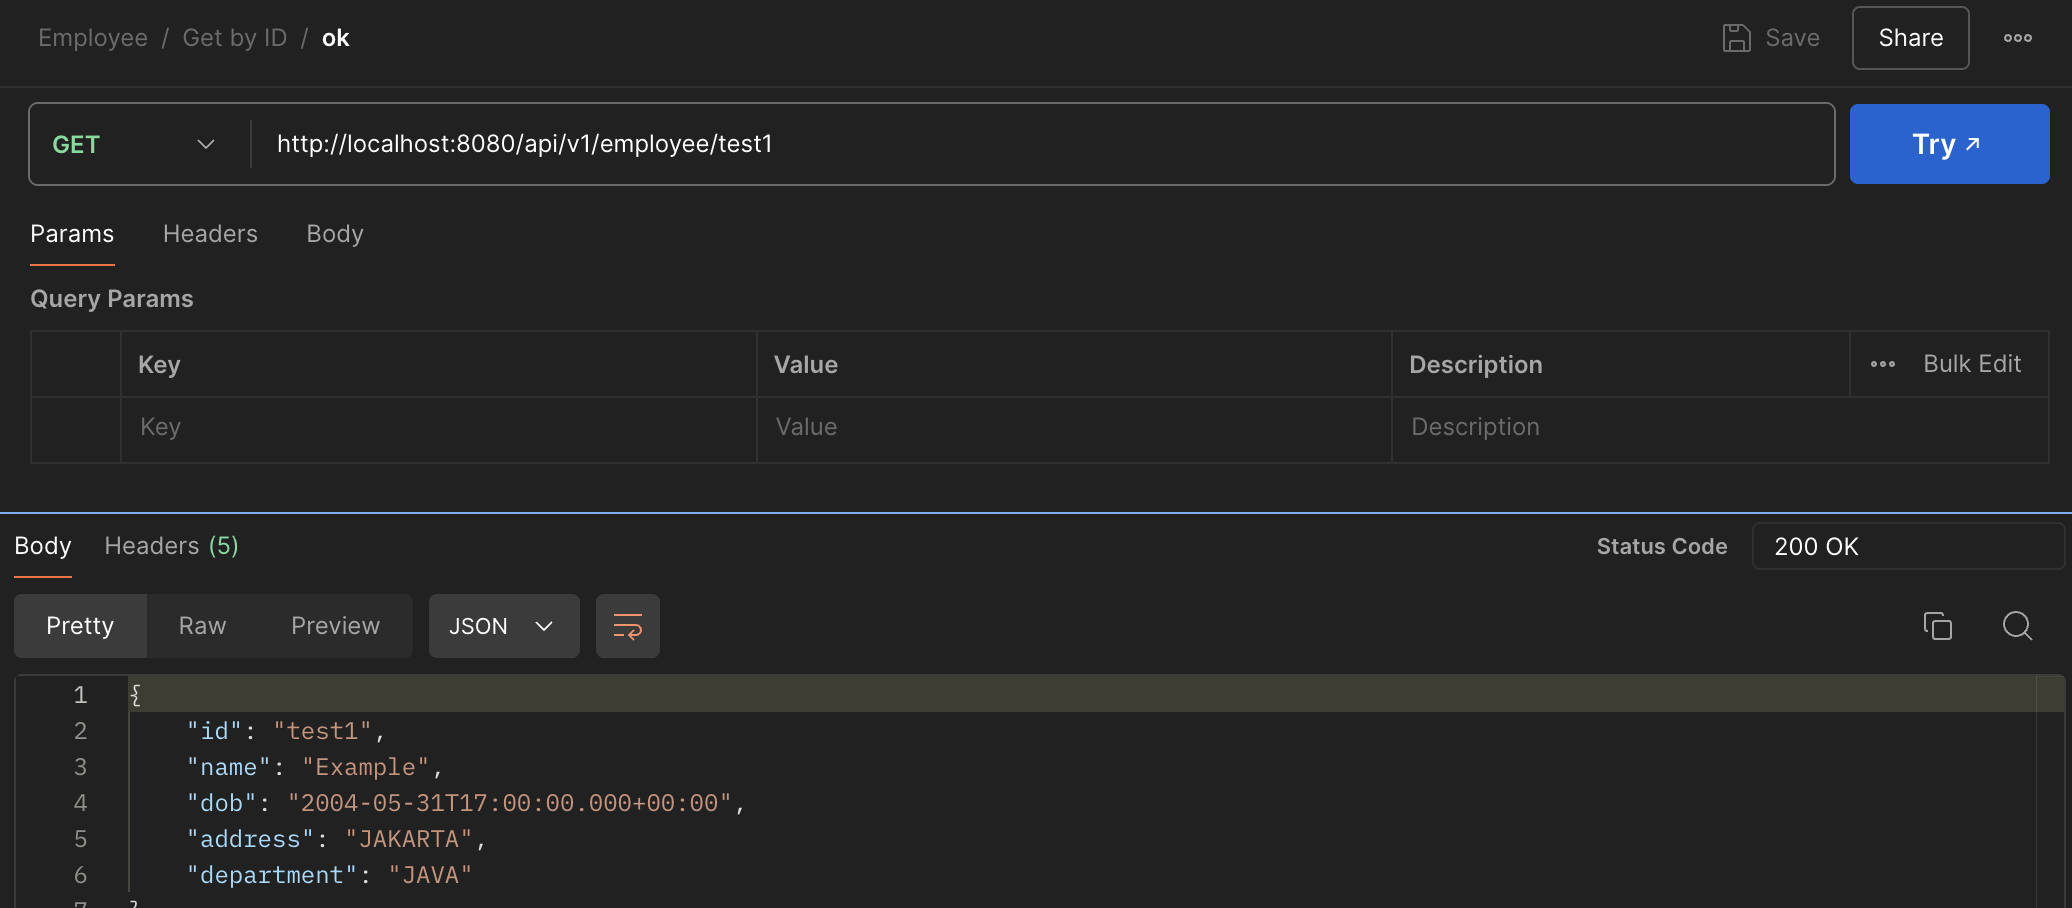 Employee / Get by ID / ok
Save
Share
GET
http://localhost:8080/api/v1/employee/test1
Try
Params Headers Body
Query Params
Key Value Description Bulk Edit
Key Value Description
Body Headers (5)
Status Code 200 OK
Pretty Raw Preview JSON
1 {
2 "id": "test1",
3 "name": "Example",
4 "dob": "2004-05-31T17:00:00.000+00:00",
5 "address": "JAKARTA",
6 "department": "JAVA"
7 }